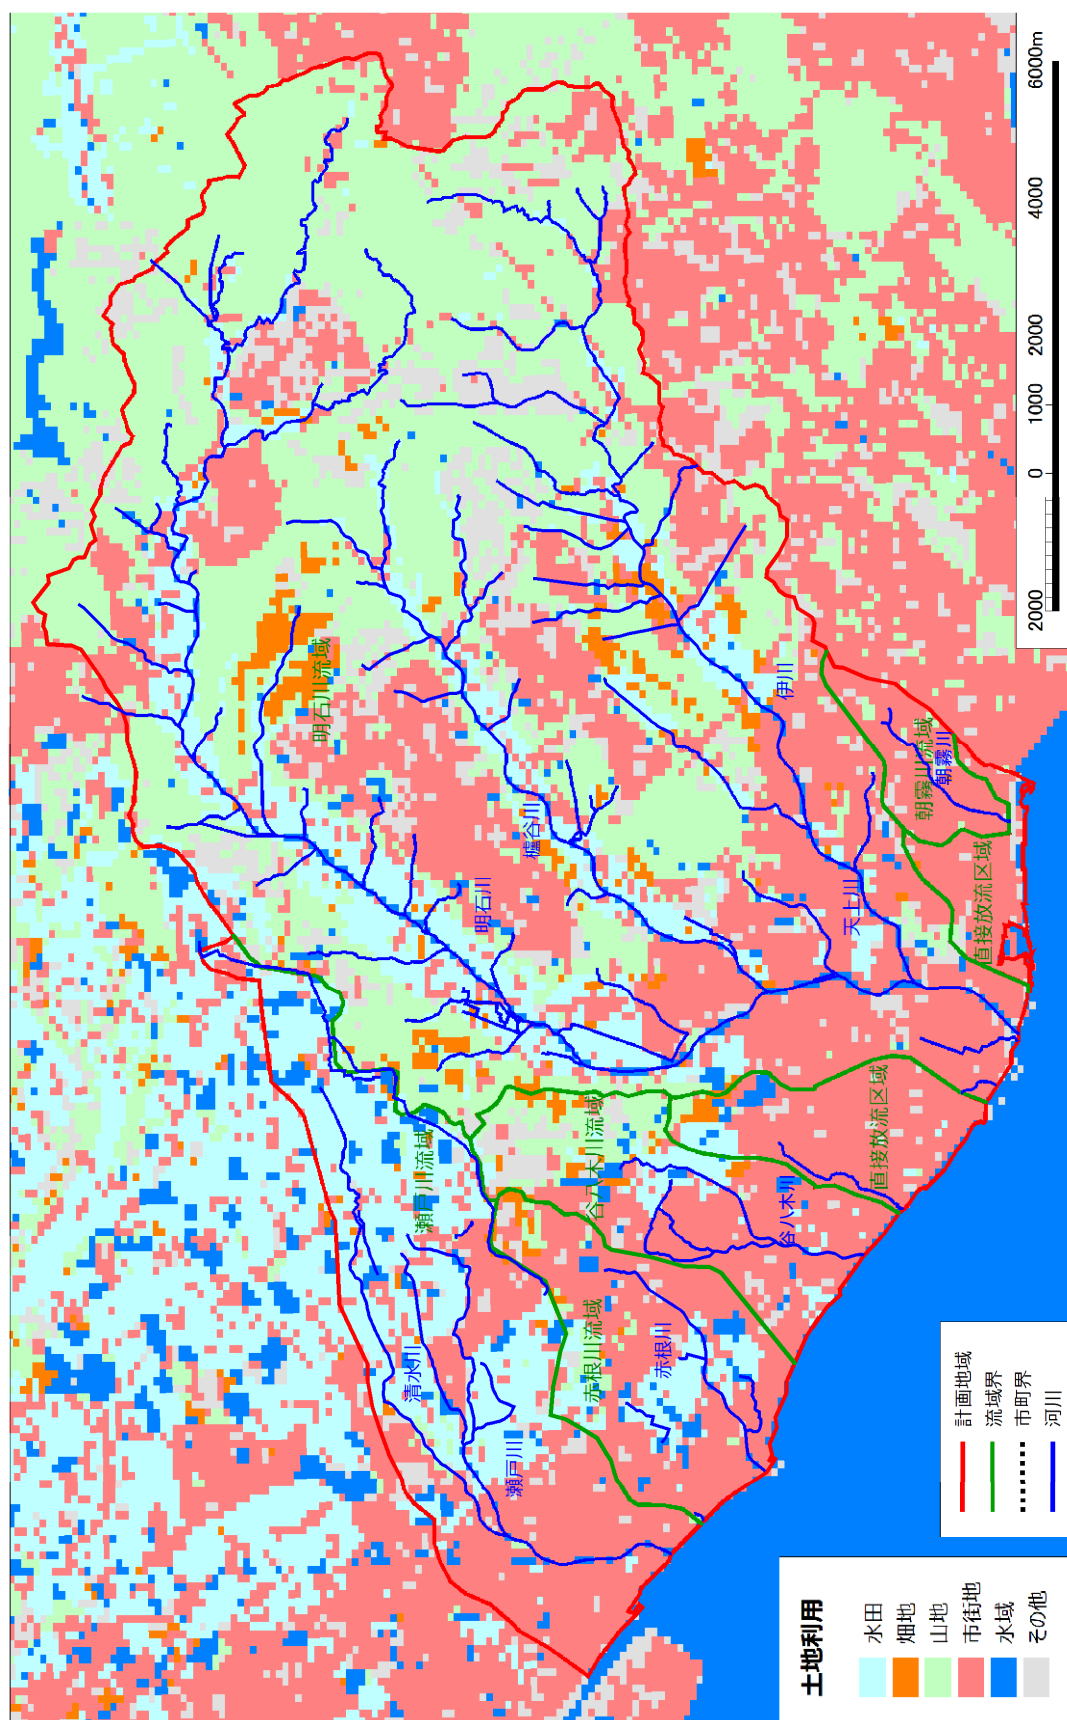 明石川流域
伊川
朝霧川流域
朝霧川
櫨谷川
明石川
天上川
直接放流区域
瀬戸川流域
谷八木川流域
直接放流区域
谷八木川
清水川
赤根川流域
赤根川
瀬戸川
2000 0 1000 2000 4000 6000m
計画地域
流域界
市町界
河川
土地利用
水田
畑地
山地
市街地
水域
その他